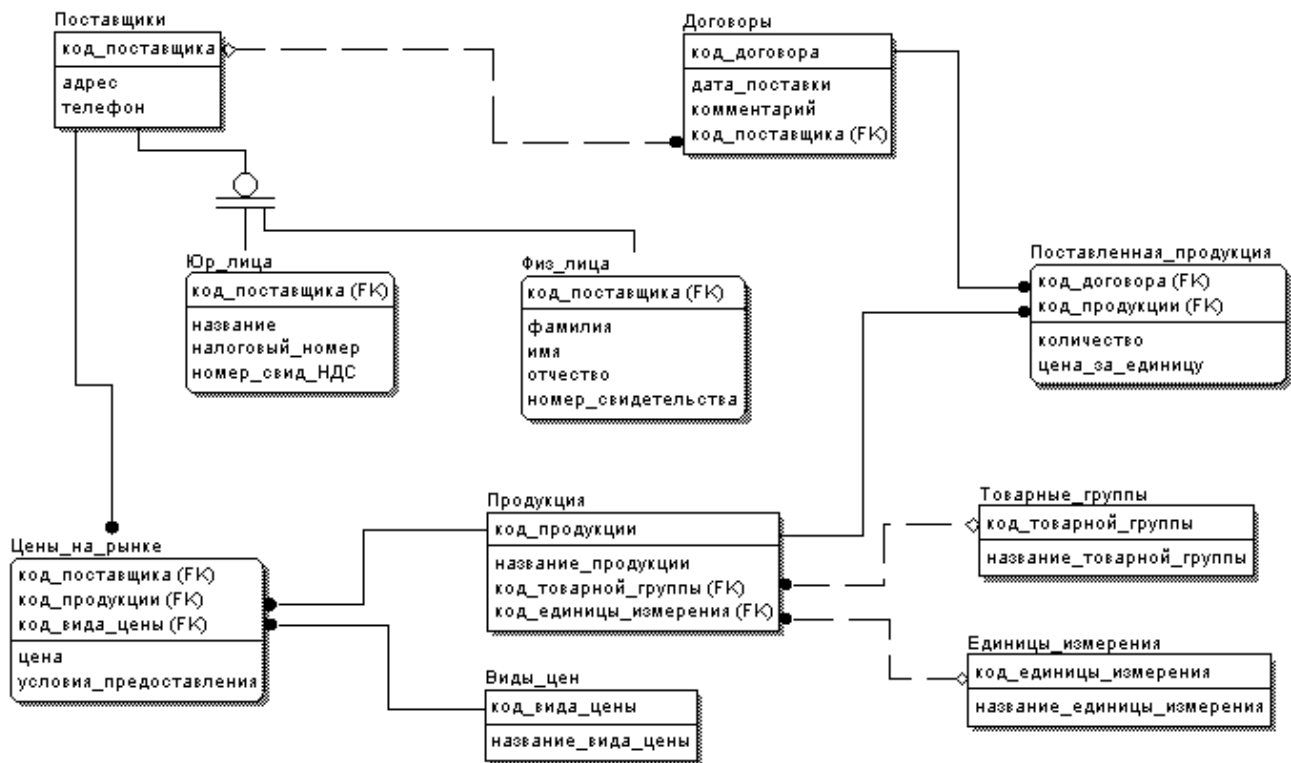 Поставщики
код_поставщика
адрес
телефон
Договоры
код_договора
дата_поставки
комментарий
код_поставщика (FK)
Юр_лица
код_поставщика (FK)
название
налоговый_номер
номер_свид_НДС
Физ_лица
код_поставщика (FK)
фамилия
имя
отчество
номер_свидетельства
Поставленная_продукция
код_договора (FK)
код_продукции (FK)
количество
цена_за_единицу
Цены_на_рынке
код_поставщика (FK)
код_продукции (FK)
код_вида_цены (FK)
цена
условия_предоставления
Продукция
код_продукции
название_продукции
код_товарной_группы (FK)
код_единицы_измерения (FK)
Товарные_группы
код_товарной_группы
название_товарной_группы
Единицы_измерения
код_единицы_измерения
название_единицы_измерения
Виды_цен
код_вида_цены
название_вида_цены